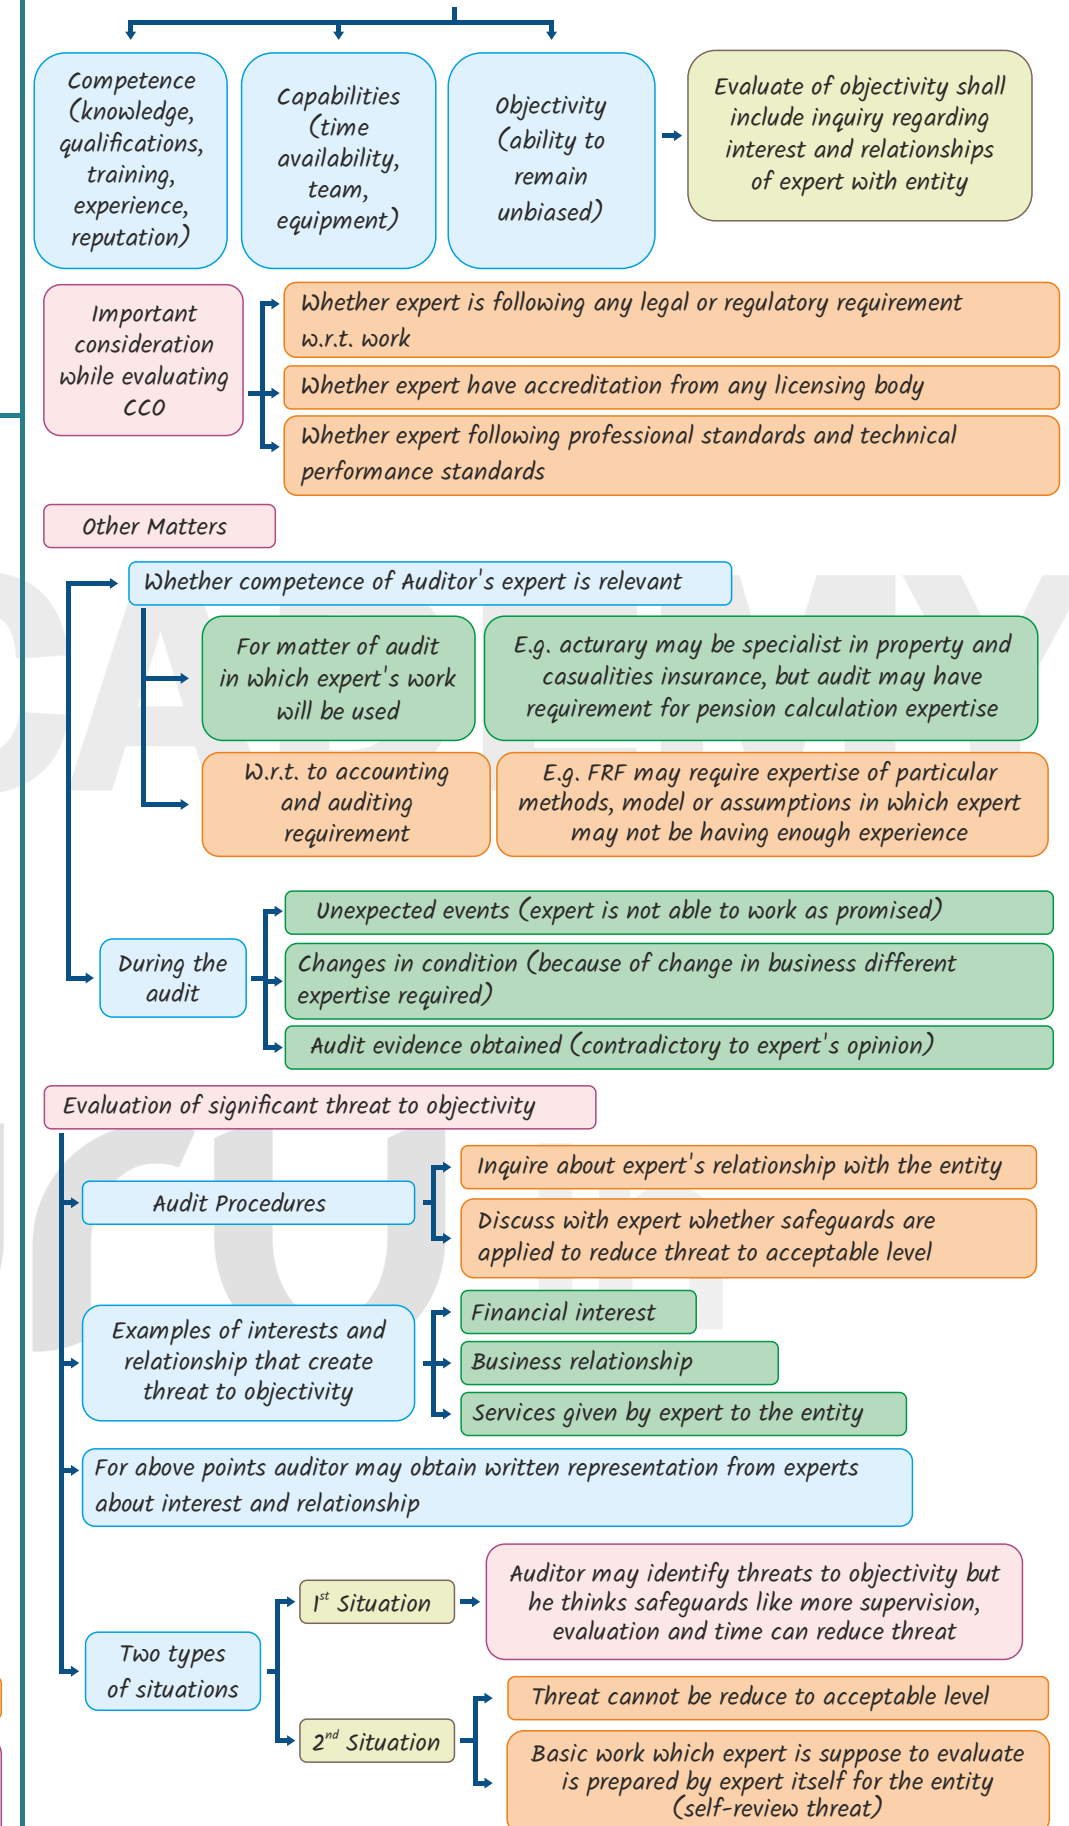 Competence
(knowledge,
qualifications,
training,
experience,
reputation)
Capabilities
(time
availability,
team,
equipment)
Objectivity
(ability to
remain
unbiased)
Evaluate of objectivity shall
include inquiry regarding
interest and relationships
of expert with entity
Important
consideration
while evaluating
CCO
Whether expert is following any legal or regulatory requirement
w.r.t. work
Whether expert have accreditation from any licensing body
Whether expert following professional standards and technical
performance standards
Other Matters
Whether competence of Auditor's expert is relevant
For matter of audit
in which expert's work
will be used
E.g. acturary may be specialist in property and
casualities insurance, but audit may have
requirement for pension calculation expertise
W.r.t. to accounting
and auditing
requirement
E.g. FRF may require expertise of particular
methods, model or assumptions in which expert
may not be having enough experience
During the
audit
Unexpected events (expert is not able to work as promised)
Changes in condition (because of change in business different
expertise required)
Audit evidence obtained (contradictory to expert's opinion)
Evaluation of significant threat to objectivity
Audit Procedures
Inquire about expert's relationship with the entity
Discuss with expert whether safeguards are
applied to reduce threat to acceptable level
Examples of interests and
relationship that create
threat to objectivity
Financial interest
Business relationship
Services given by expert to the entity
For above points auditor may obtain written representation from experts
about interest and relationship
Two types
of situations
1st Situation
Auditor may identify threats to objectivity but
he thinks safeguards like more supervision,
evaluation and time can reduce threat
2nd Situation
Threat cannot be reduce to acceptable level
Basic work which expert is suppose to evaluate
is prepared by expert itself for the entity
(self-review threat)
CADEMY
uru
in